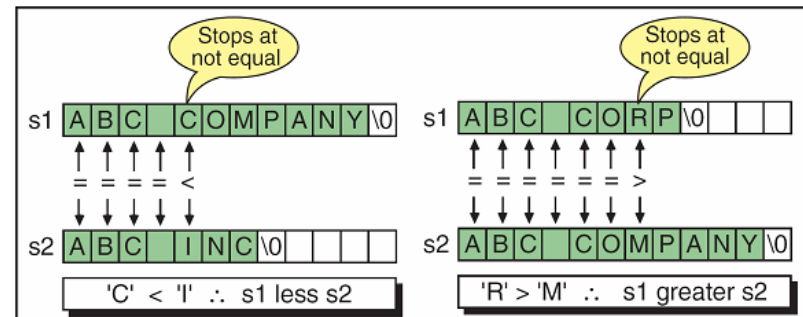 Stops at
not equal
s1 A B C C O M P A N Y \0
= = = = <
s2 A B C I N C \0
'C' < 'I' ∴ s1 less s2
Stops at
not equal
s1 A B C C O R P \0
= = = = = = >
s2 A B C C O M P A N Y \0
'R' > 'M' ∴ s1 greater s2